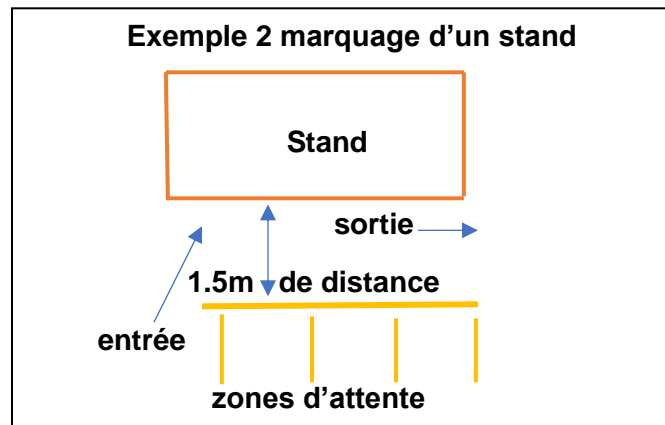 Exemple 2 marquage d’un stand
Stand
sortie
1.5m de distance
entrée
zones d’attente